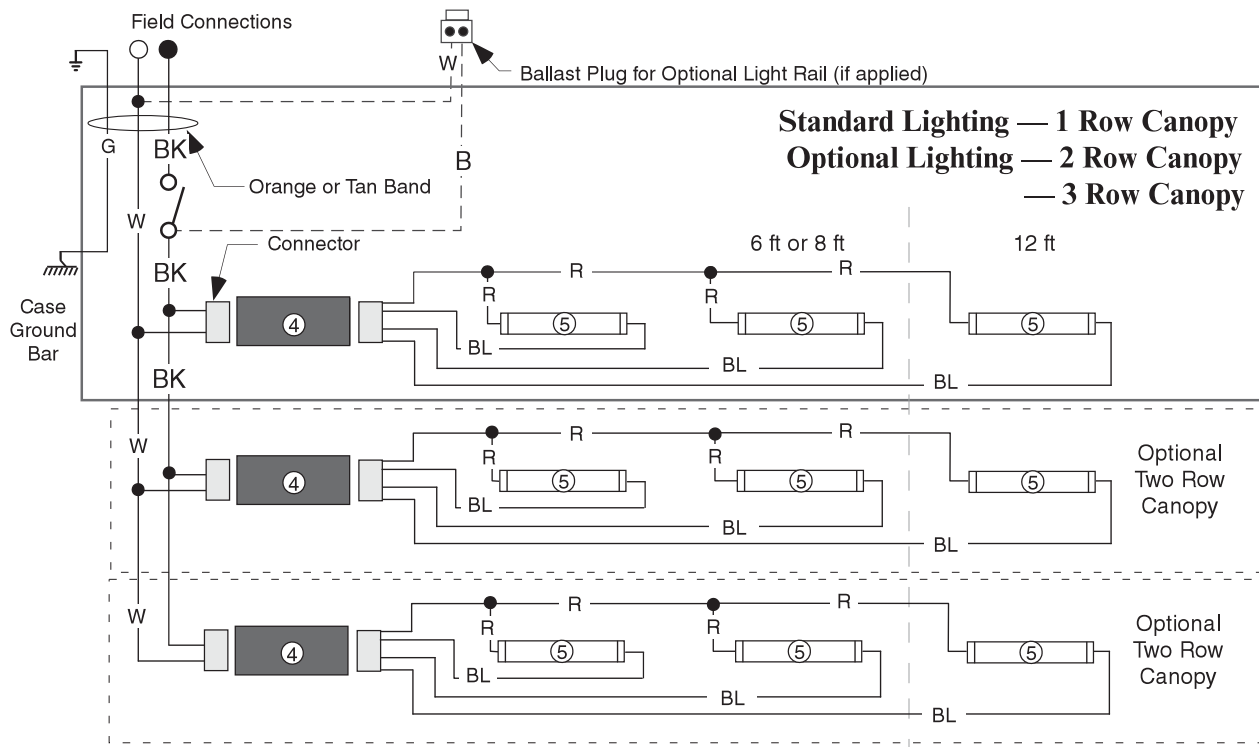 Field Connections
W
Ballast Plug for Optional Light Rail (if applied)
Standard Lighting — 1 Row Canopy
Optional Lighting — 2 Row Canopy
— 3 Row Canopy
G
BK
B
Orange or Tan Band
W
Connector
6 ft or 8 ft
12 ft
BK
R
R
Case
Ground
Bar
R
R
4
5
5
5
BL
BL
BK
BL
W
R
R
R
R
4
5
5
5
BL
BL
BL
Optional
Two Row
Canopy
W
R
R
R
R
4
5
5
5
BL
BL
BL
Optional
Two Row
Canopy